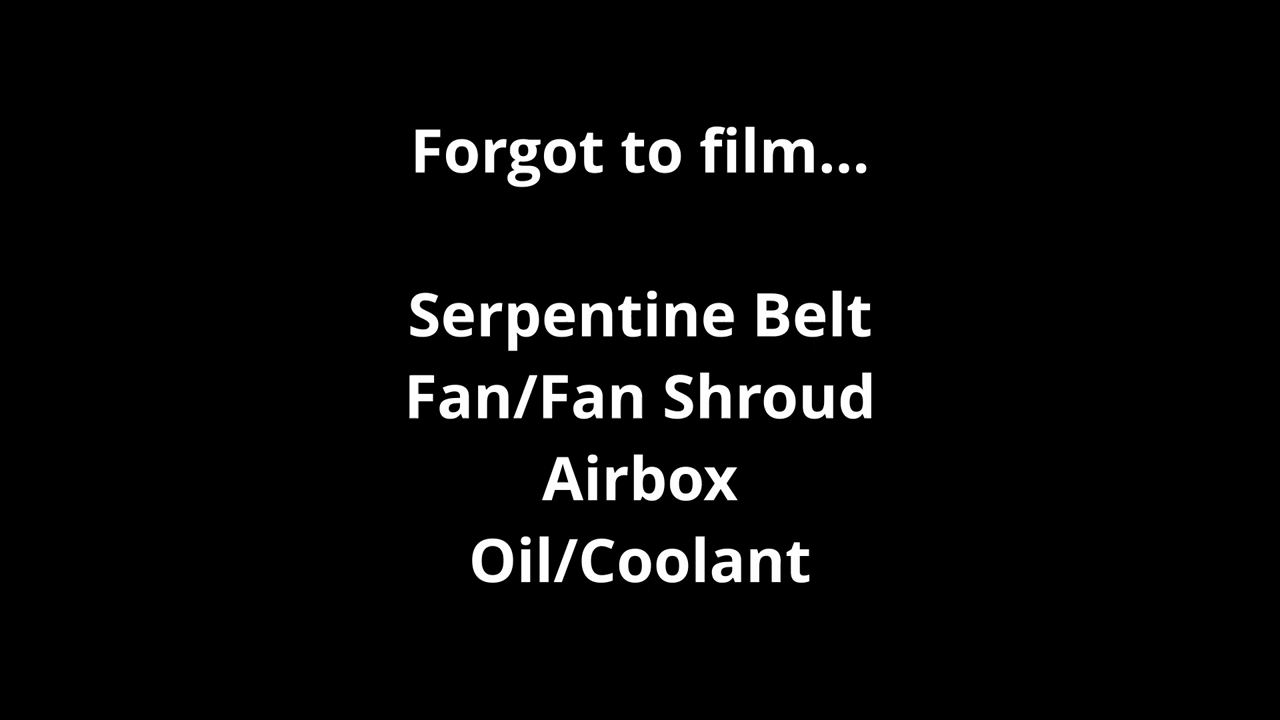 Forgot to film...
Serpentine Belt
Fan/Fan Shroud
Airbox
Oil/Coolant